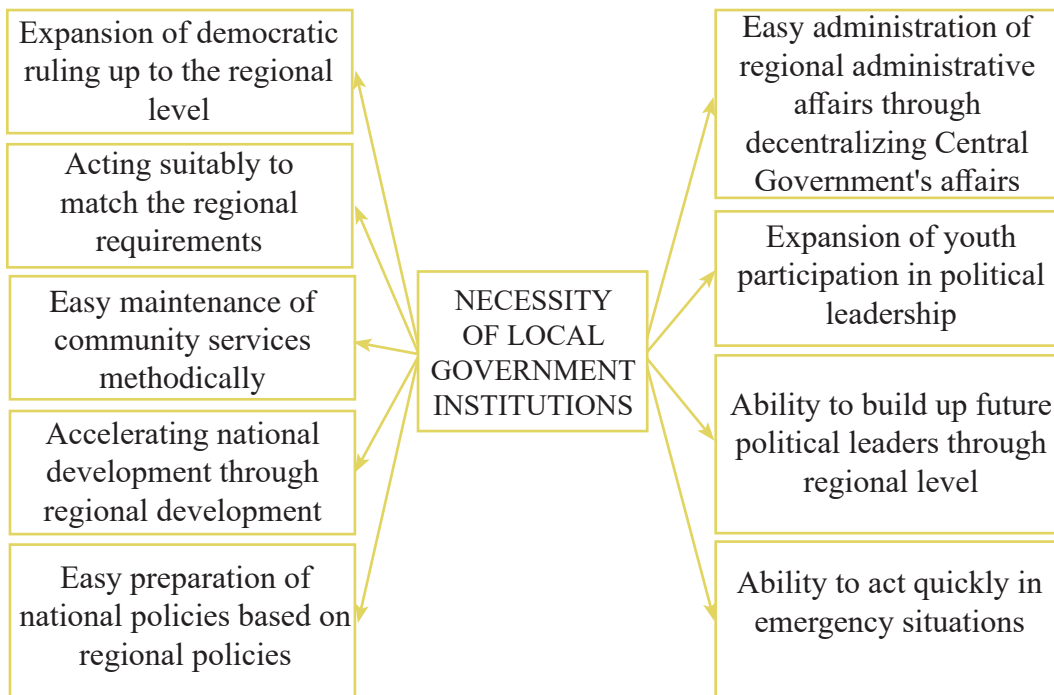 Expansion of democratic
ruling up to the regional
level
Acting suitably to
match the regional
requirements
Easy maintenance of
community services
methodically
Accelerating national
development through
regional development
Easy preparation of
national policies based on
regional policies
NECESSITY
OF LOCAL
GOVERNMENT
INSTITUTIONS
Easy administration of
regional administrative
affairs through
decentralizing Central
Government's affairs
Expansion of youth
participation in political
leadership
Ability to build up future
political leaders through
regional level
Ability to act quickly in
emergency situations